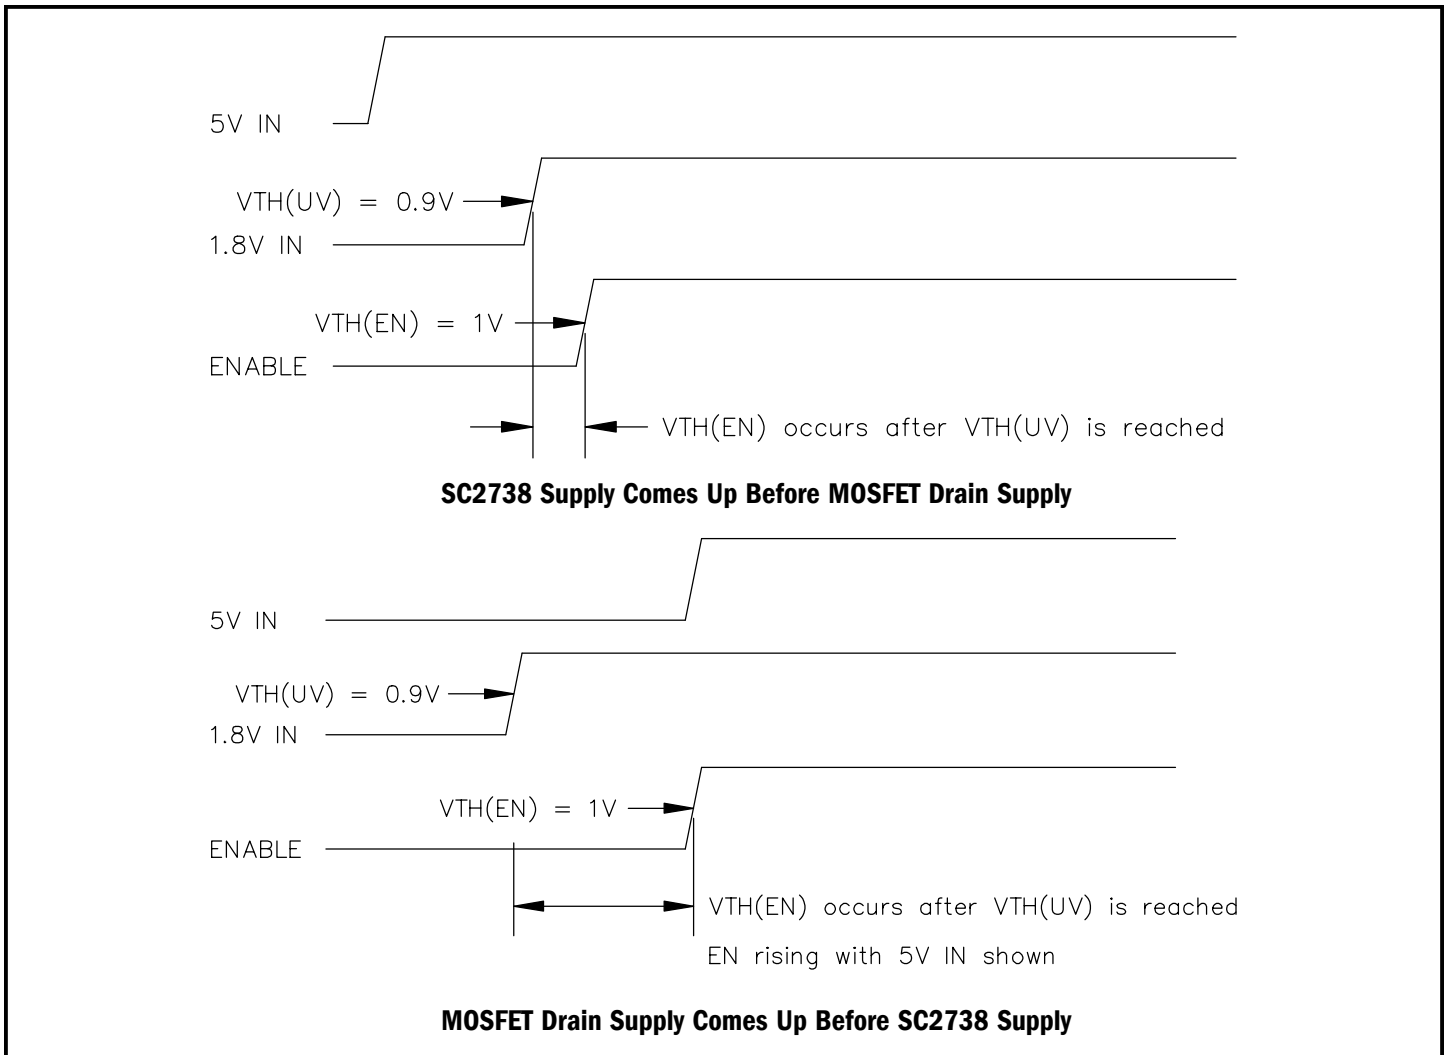 5V IN
VTH(UV) = 0.9V
1.8V IN
VTH(EN) = 1V
ENABLE
VTH(EN) occurs after VTH(UV) is reached
SC2738 Supply Comes Up Before MOSFET Drain Supply
5V IN
VTH(UV) = 0.9V
1.8V IN
VTH(EN) = 1V
ENABLE
VTH(EN) occurs after VTH(UV) is reached
EN rising with 5V IN shown
MOSFET Drain Supply Comes Up Before SC2738 Supply